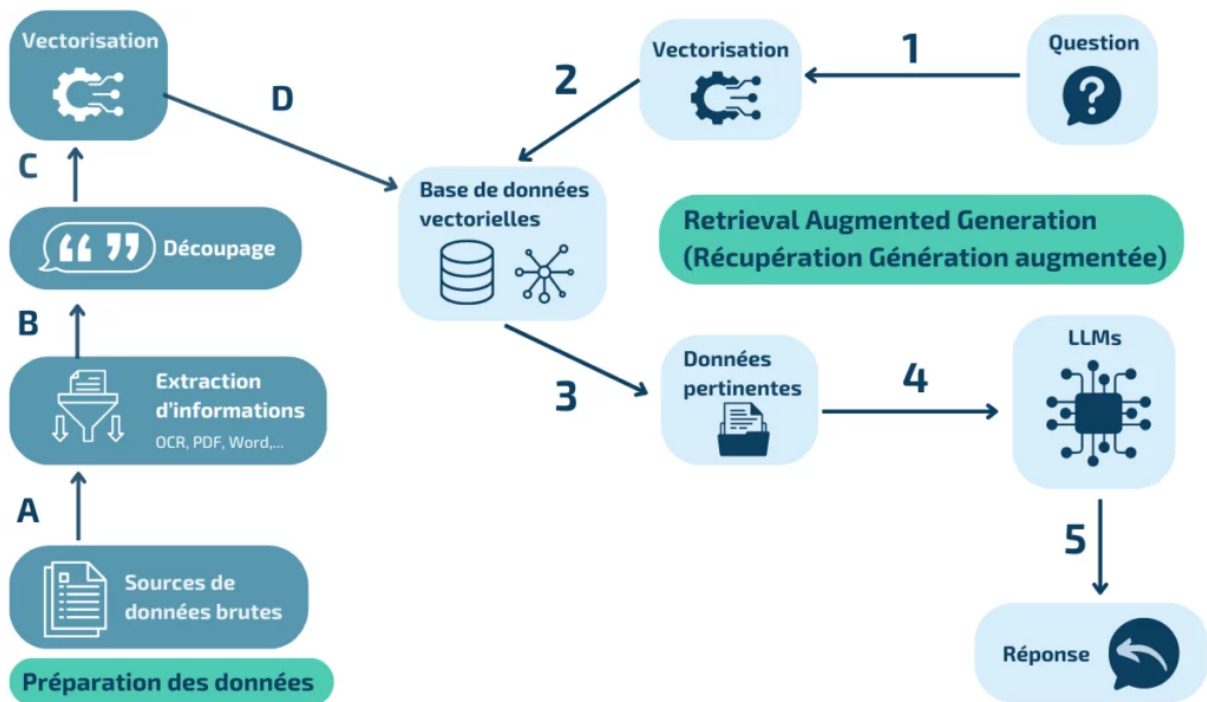 Vectorisation
D
C
Découpage
B
Extraction
d'informations
OCR, PDF, Word,...
A
Sources de
données brutes
Préparation des données
Question
1
Vectorisation
2
Base de données
vectorielles
Retrieval Augmented Generation
(Récupération Génération augmentée)
3
Données
pertinentes
4
LLMs
5
Réponse